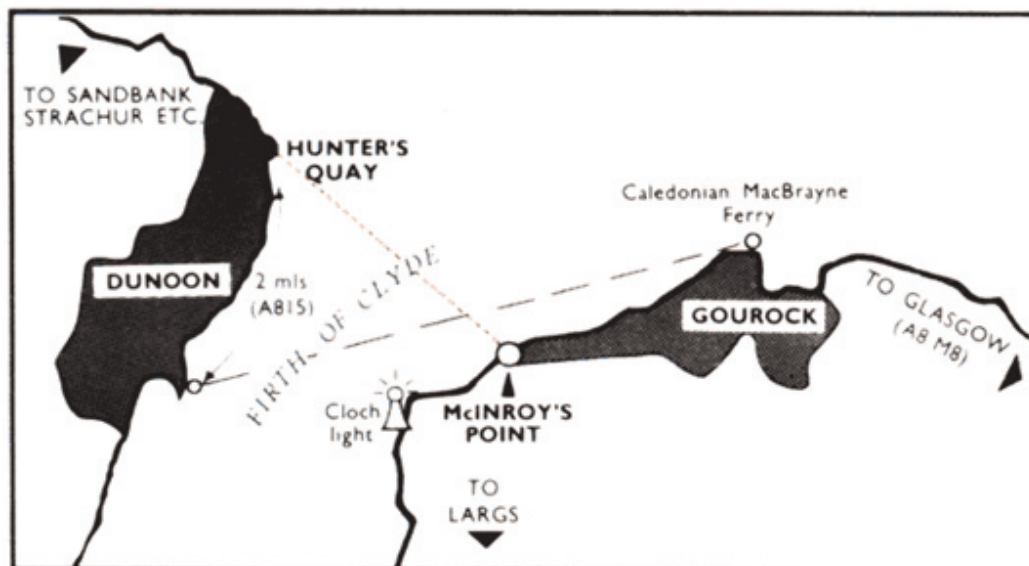 TO SANDBANK
STRACHUR ETC.
HUNTER'S
QUAY
Caledonian MacBrayne
Ferry
DUNOON
2 mls
(A815)
FIRTH OF CLYDE
GOUROCK
TO GLASGOW
(A8 M8)
Cloch
light
McINROY'S
POINT
TO
LARGS